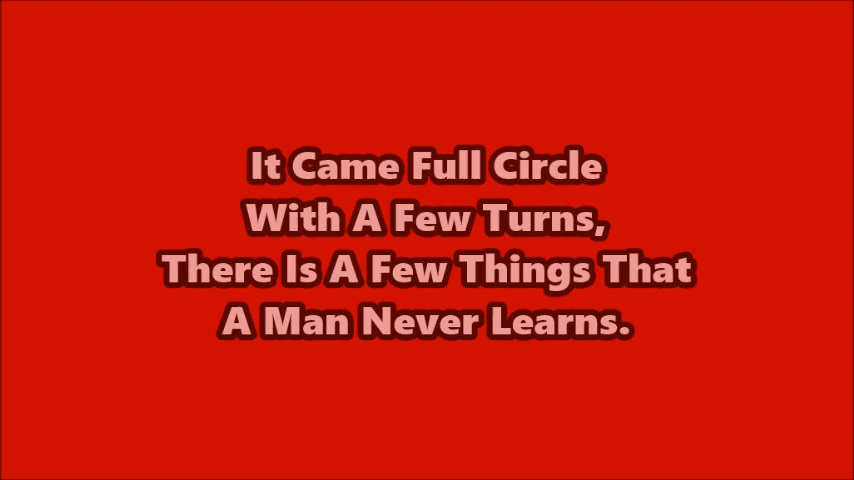 It Came Full Circle
With A Few Turns,
There Is A Few Things That
A Man Never Learns.